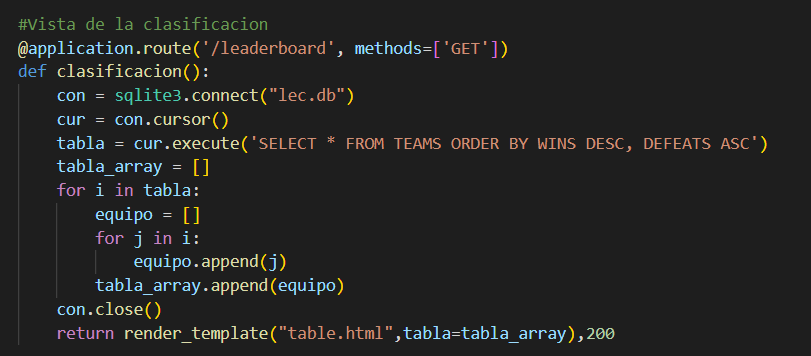 #Vista de la clasificacion
@application.route('/leaderboard', methods=['GET'])
def clasificacion():
    con = sqlite3.connect("lec.db")
    cur = con.cursor()
    tabla = cur.execute('SELECT * FROM TEAMS ORDER BY WINS DESC, DEFEATS ASC')
    tabla_array = []
    for i in tabla:
        equipo = []
        for j in i:
            equipo.append(j)
        tabla_array.append(equipo)
    con.close()
    return render_template("table.html",tabla=tabla_array),200